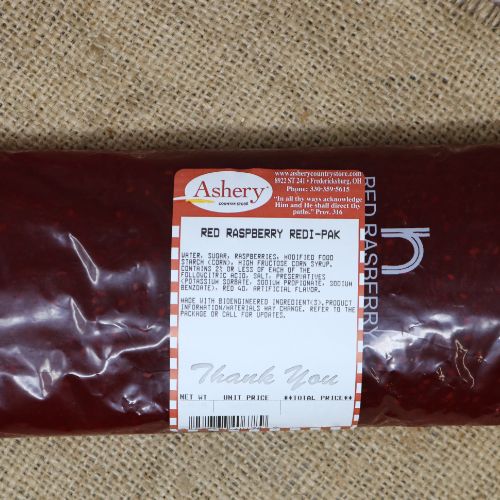 www.asherycountrystore.com
8922 ST 241 • Fredericksburg, OH
Phone: 330-359-5615
"In all thy ways acknowledge
Him and He shall direct thy
paths." Prov. 316
Ashery
COUNTRY STORE
RED RASPBERRY REDI-PAK
WATER, SUGAR, RASPBERRIES, MODIFIED FOOD
STARCH (CORN), HIGH FRUCTOSE CORN SYRUP,
CONTAINS 2% OR LESS OF EACH OF THE
FOLLOWCITRIC ACID, SALT, PRESERVATIVES
(POTASSIUM SORBATE, SODIUM PROPIONATE, SODIUM
BENZOATE), RED 40, ARTIFICIAL FLAVOR.
MADE WITH BIOENGINEERED INGREDIENT(S),PRODUCT
INFORMATION/MATERIALS MAY CHANGE, REFER TO THE
PACKAGE OR CALL FOR UPDATES.
Thank You
NET WT UNIT PRICE **TOTAL PRICE**
RED RASPBERRY